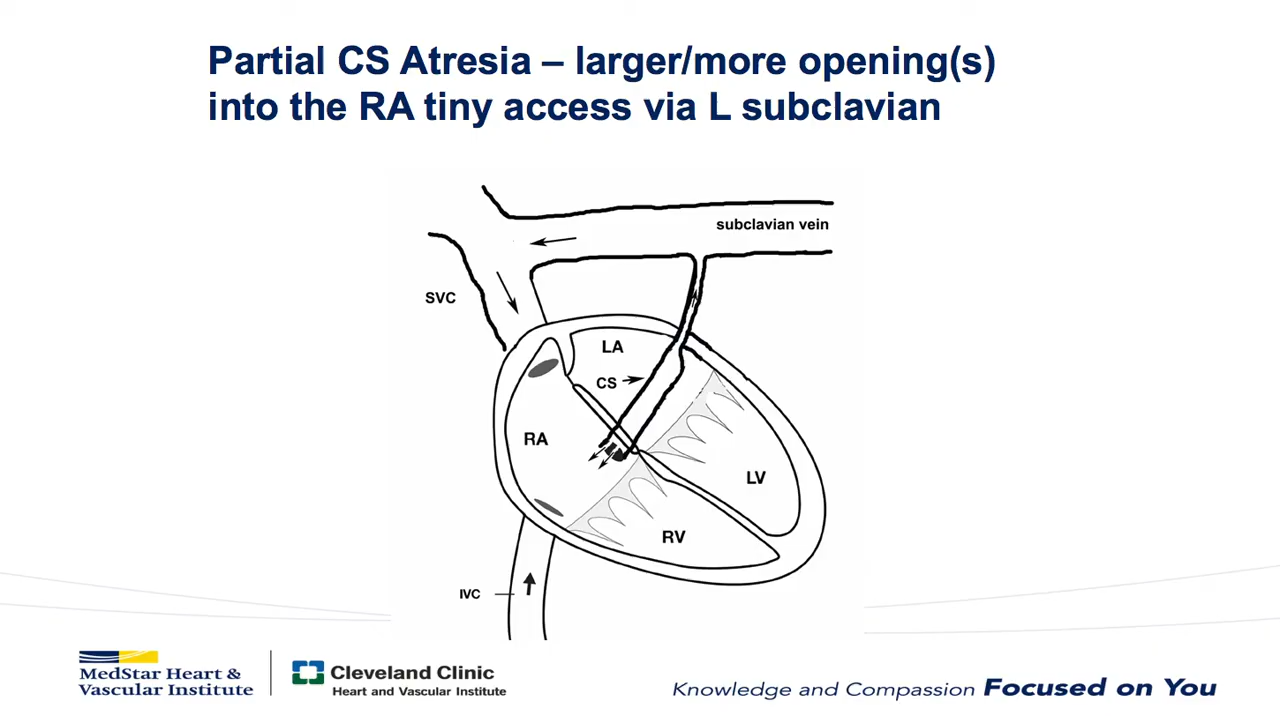 Partial CS Atresia – larger/more opening(s)
into the RA tiny access via L subclavian
subclavian vein
SVC
LA
CS
RA
LV
RV
IVC
MedStar Heart &
Vascular Institute
Cleveland Clinic
Heart and Vascular Institute
Knowledge and Compassion Focused on You